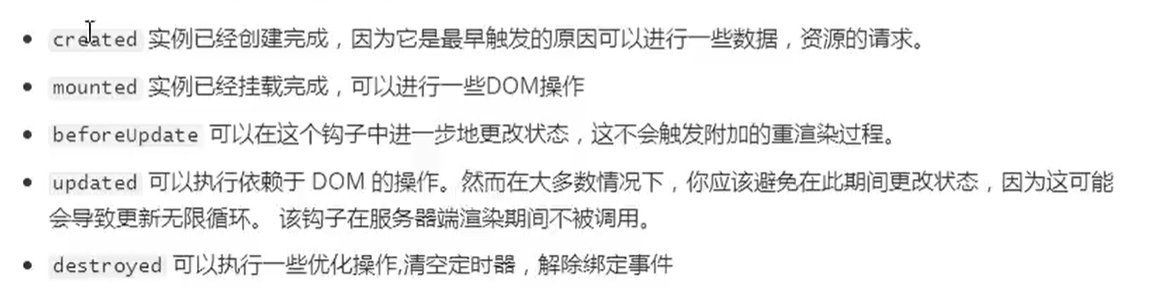 created 实例已经创建完成，因为它是最早触发的原因可以进行一些数据，资源的请求。
mounted 实例已经挂载完成，可以进行一些DOM操作
beforeUpdate 可以在这个钩子中进一步地更改状态，这不会触发附加的重渲染过程。
updated 可以执行依赖于 DOM 的操作。然而在大多数情况下，你应该避免在此期间更改状态，因为这可能
会导致更新无限循环。 该钩子在服务器端渲染期间不被调用。
destroyed 可以执行一些优化操作,清空定时器，解除绑定事件